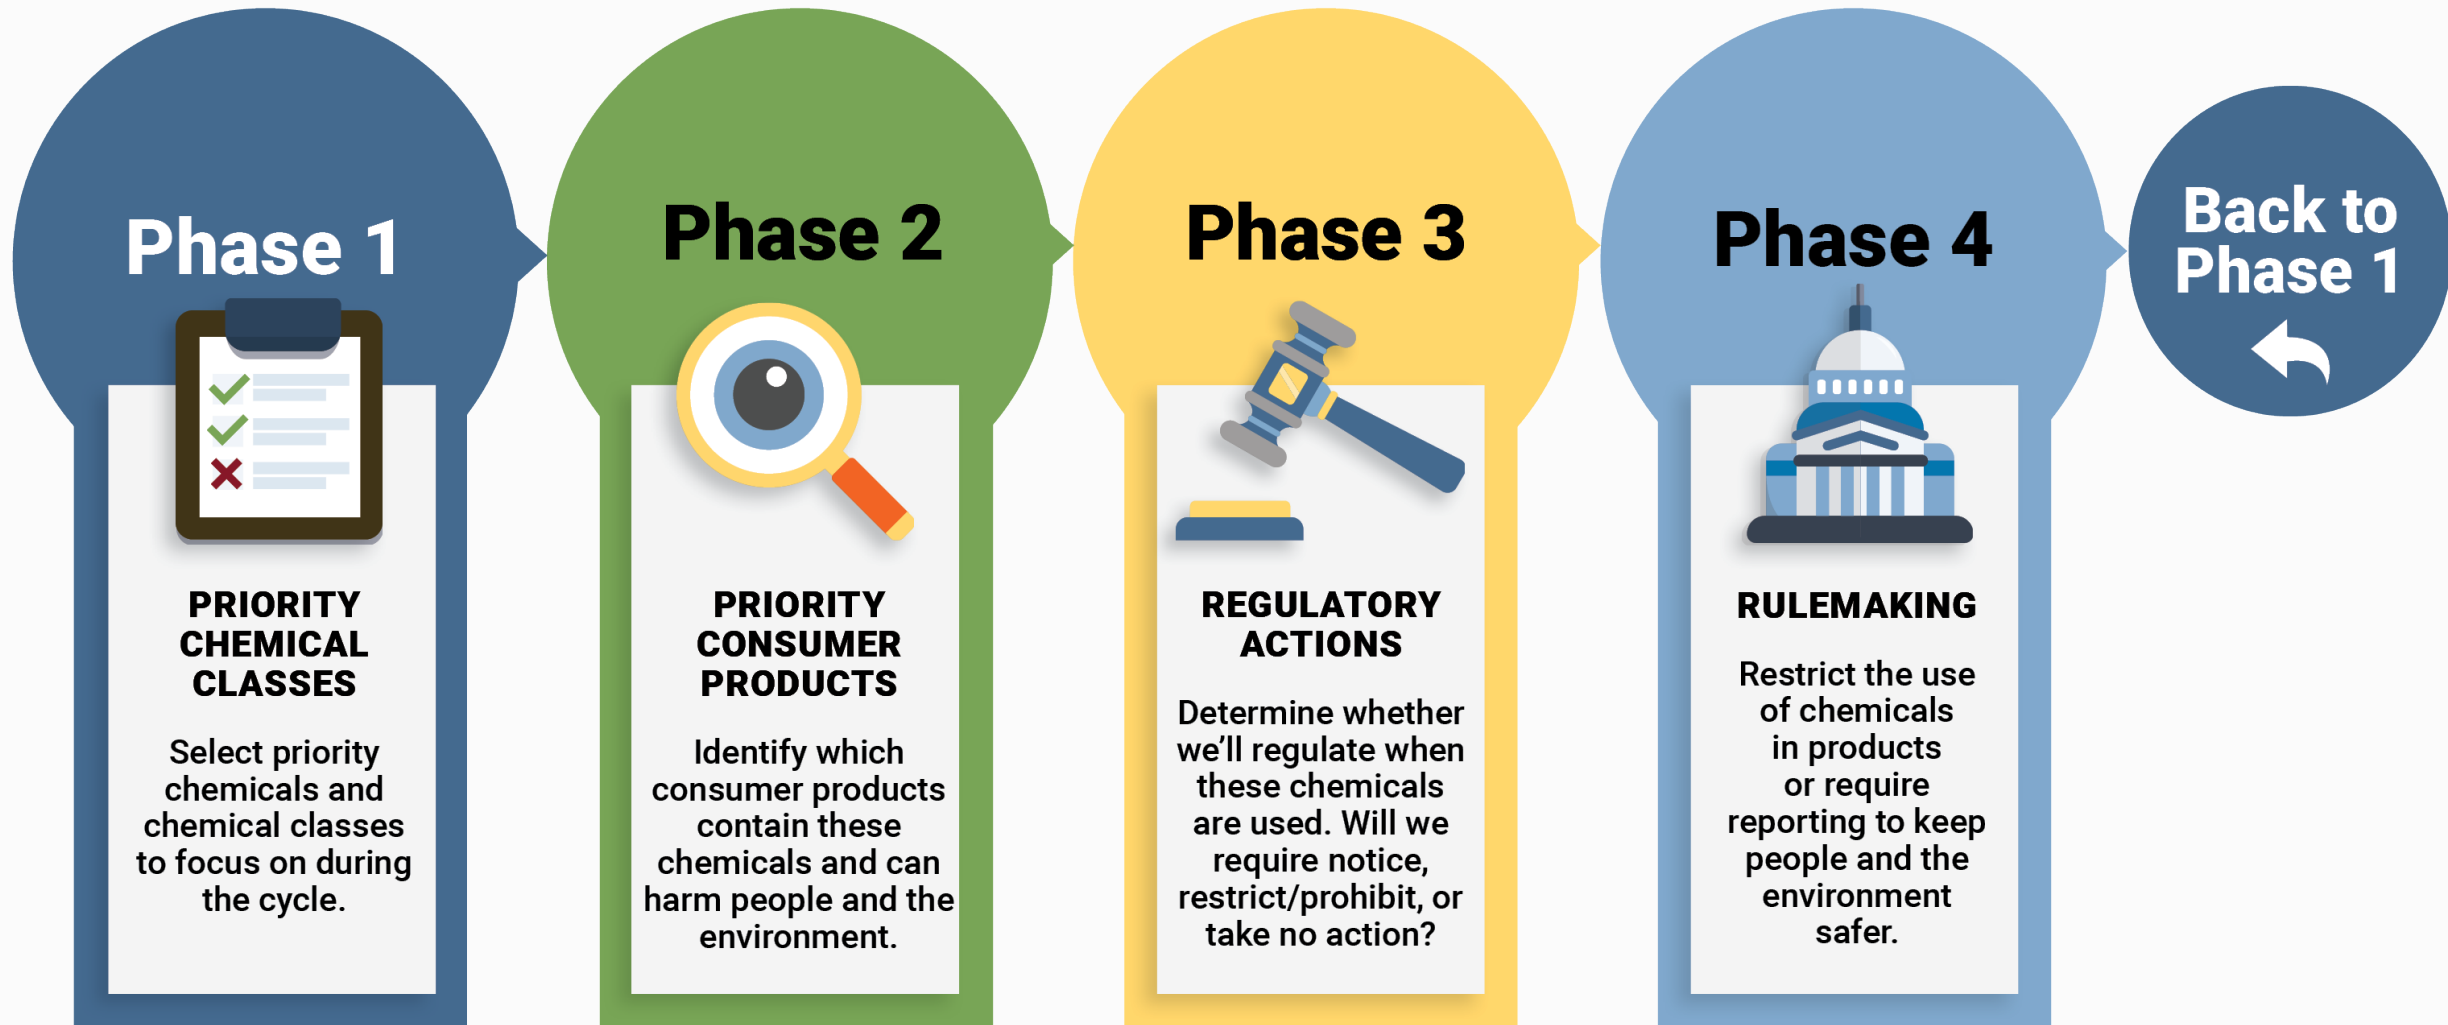 Phase 1
PRIORITY
CHEMICAL
CLASSES
Select priority
chemicals and
chemical classes
to focus on during
the cycle.
Phase 2
PRIORITY
CONSUMER
PRODUCTS
Identify which
consumer products
contain these
chemicals and can
harm people and the
environment.
Phase 3
REGULATORY
ACTIONS
Determine whether
we’ll regulate when
these chemicals
are used. Will we
require notice,
restrict/prohibit, or
take no action?
Phase 4
RULEMAKING
Restrict the use
of chemicals
in products
or require
reporting to keep
people and the
environment
safer.
Back to
Phase 1